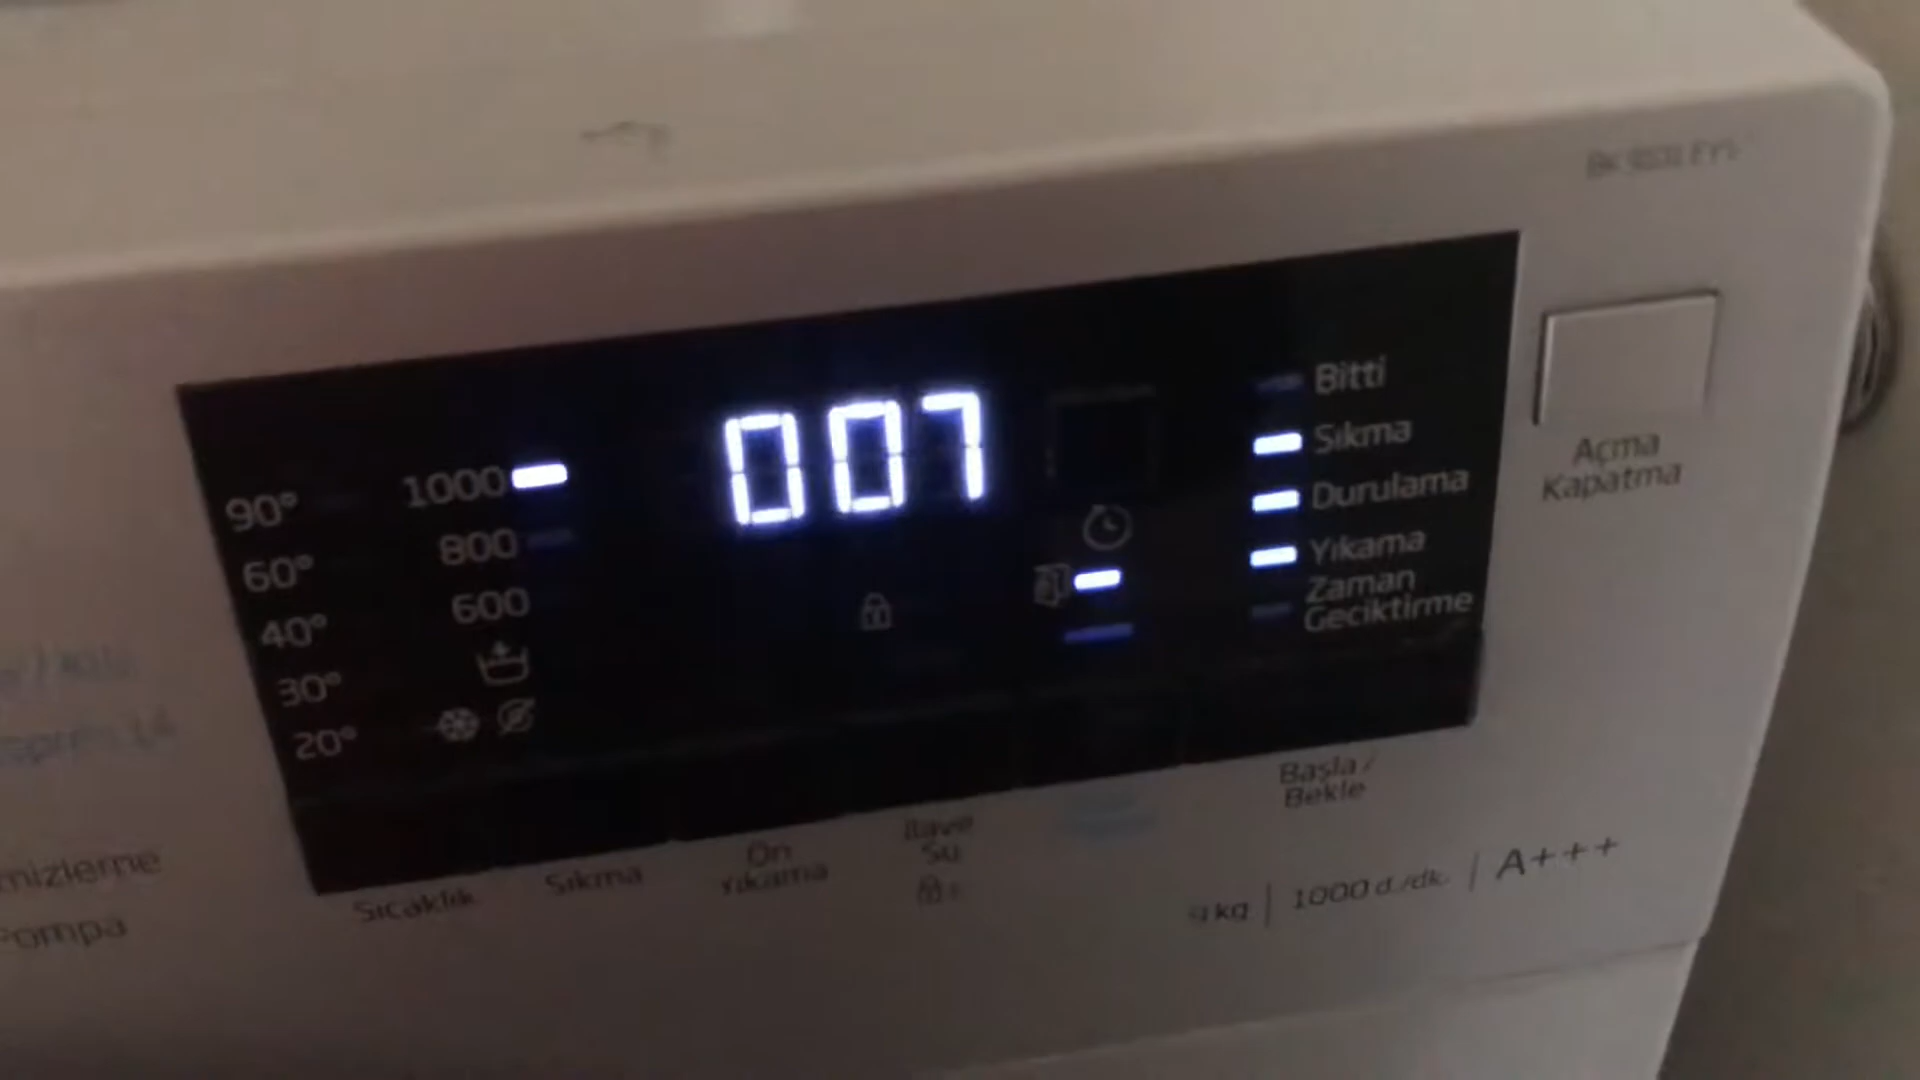 007
Bitti
1000
Sıkma
90°
Durulama
800
60°
Yıkama
600
40°
Zaman
Geciktirme
30°
20°
Açma
Kapatma
Başla /
Bekle
İlave
Su
Ön
Yıkama
Sıkma
Sıcaklık
mizleme
Pompa
9 kg | 1000 d./dk. | A+++